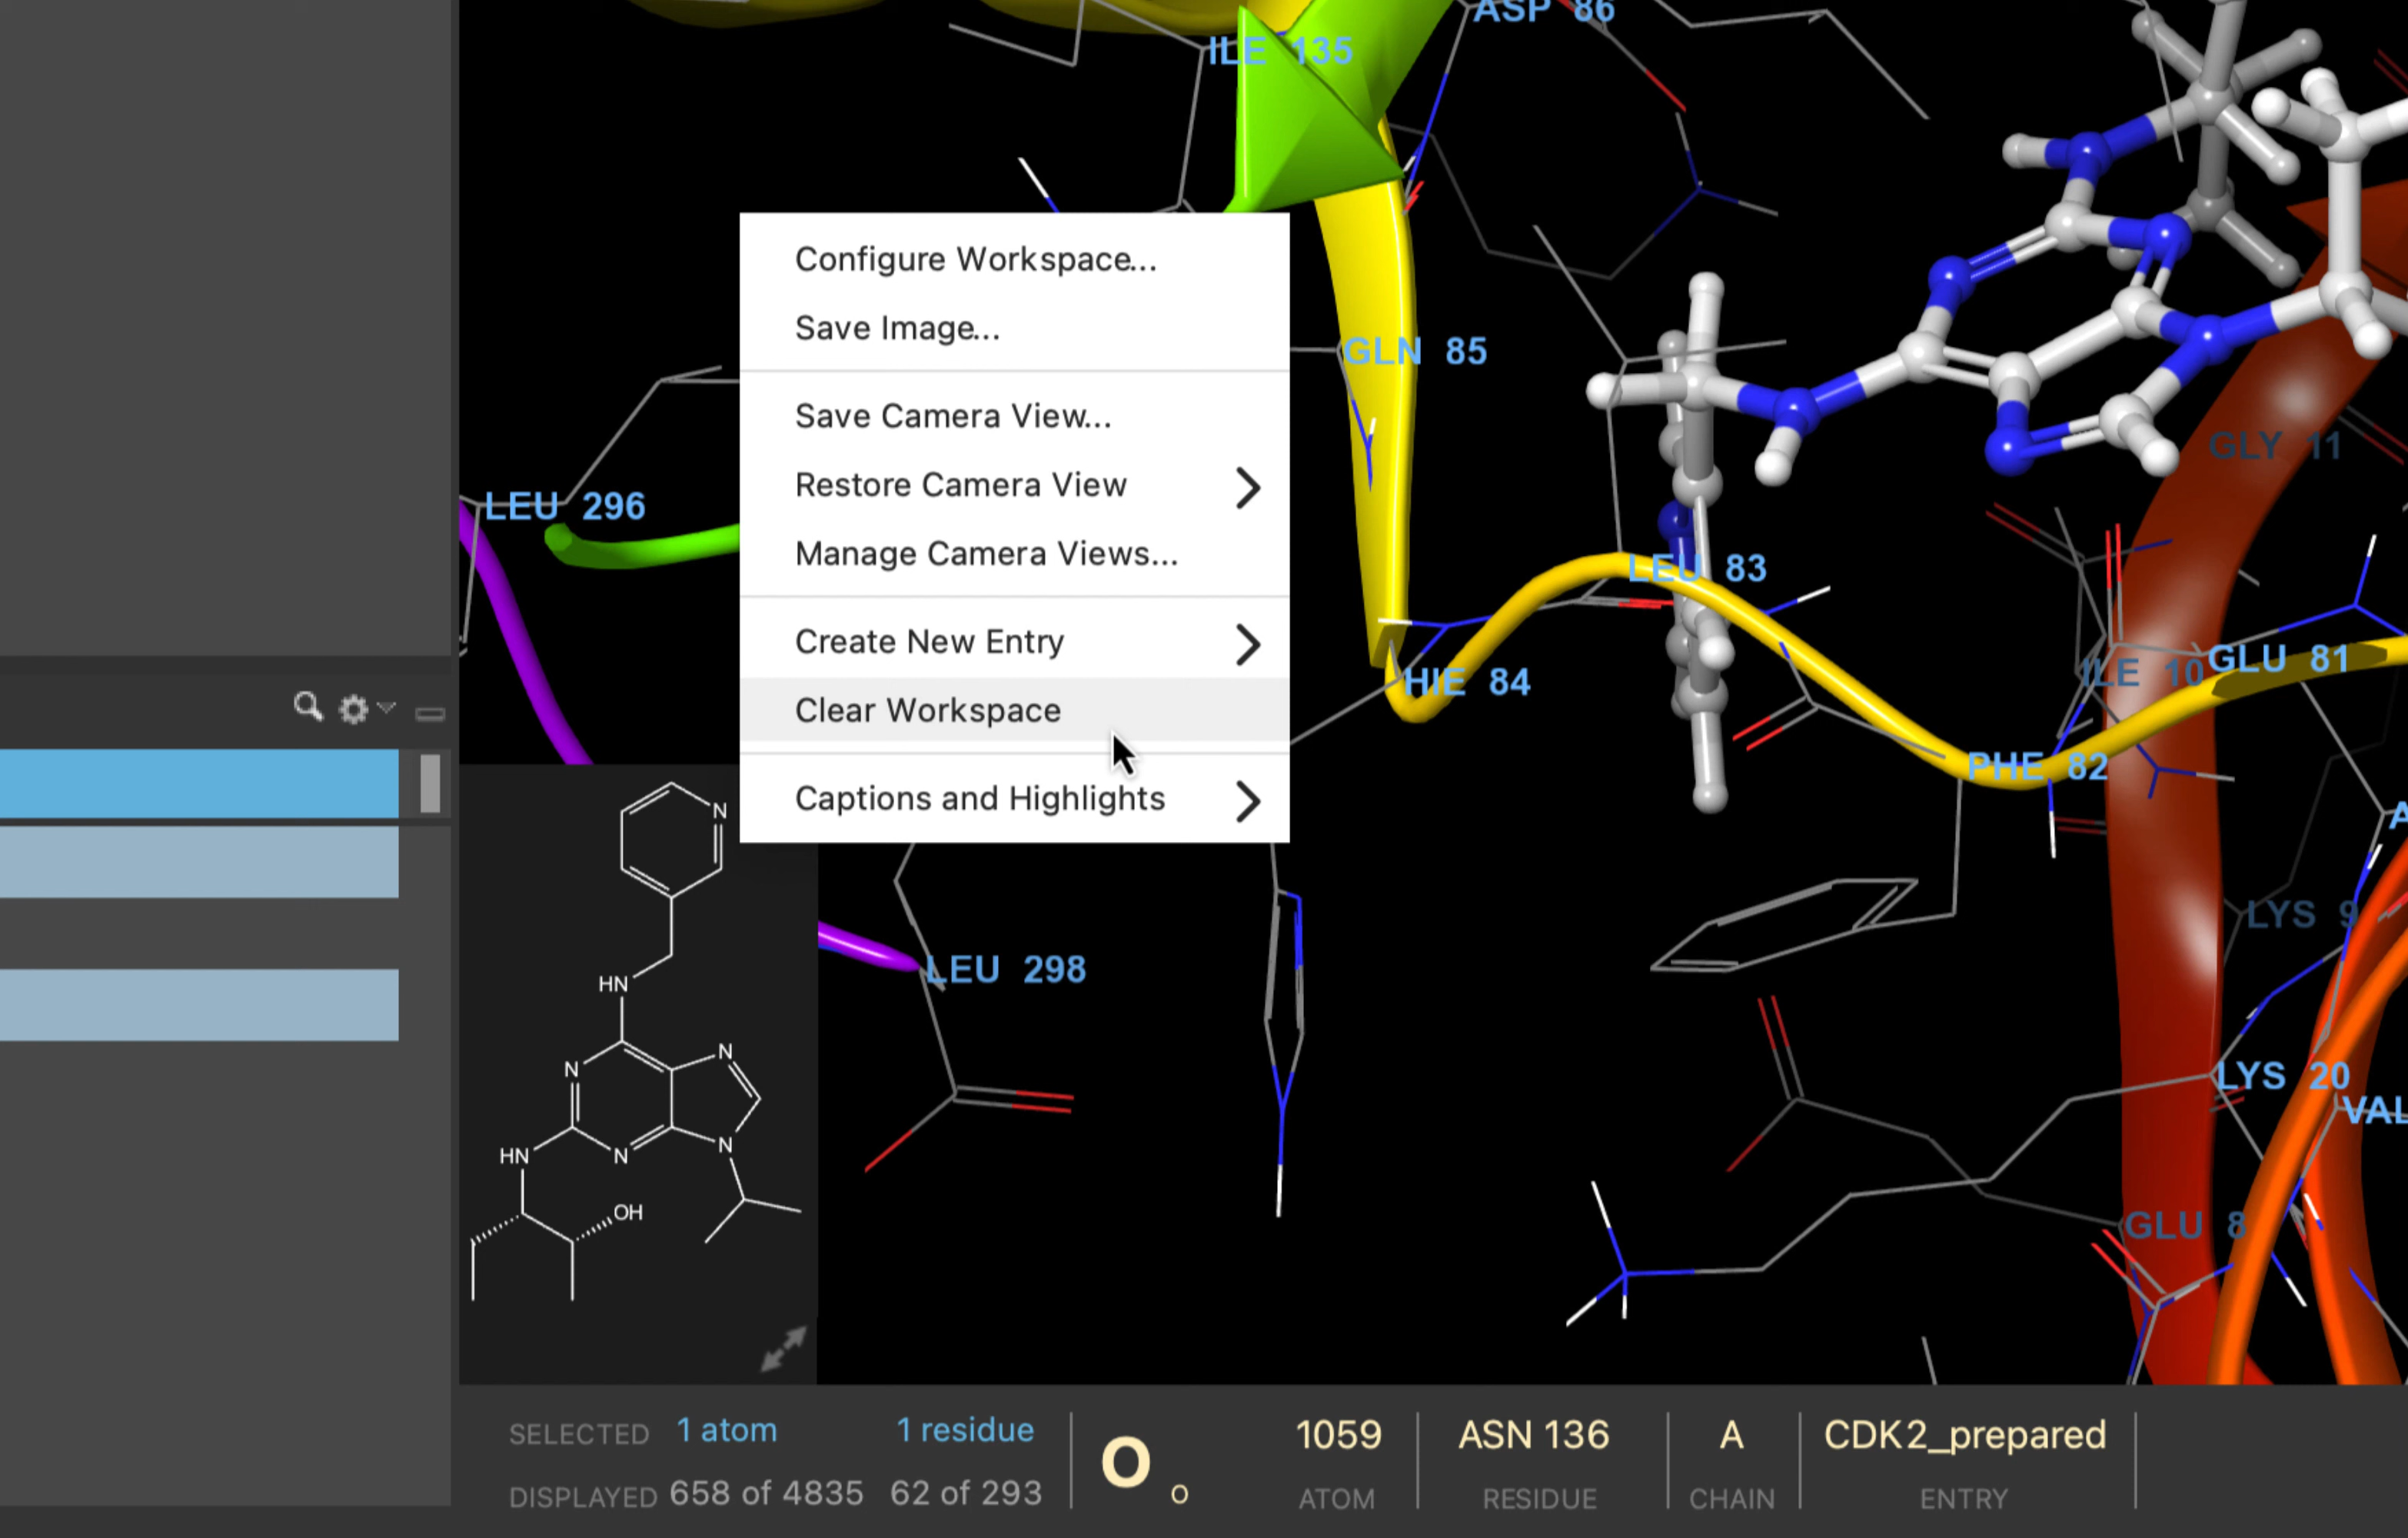 ASP 86
ILE 135
Configure Workspace...
Save Image...
GLN 85
Save Camera View...
GLY 11
Restore Camera View
LEU 296
Manage Camera Views...
LEU 83
Create New Entry
GLU 81
ILE 10
HIE 84
Clear Workspace
PHE 82
Captions and Highlights
N
LYS 9
LEU 298
HN
N
N
LYS 20
VAL
N
N
HN
OH
GLU 8
SELECTED 1 atom 1 residue
DISPLAYED 658 of 4835 62 of 293
O
O
1059 ASN 136 A CDK2_prepared
ATOM RESIDUE CHAIN ENTRY